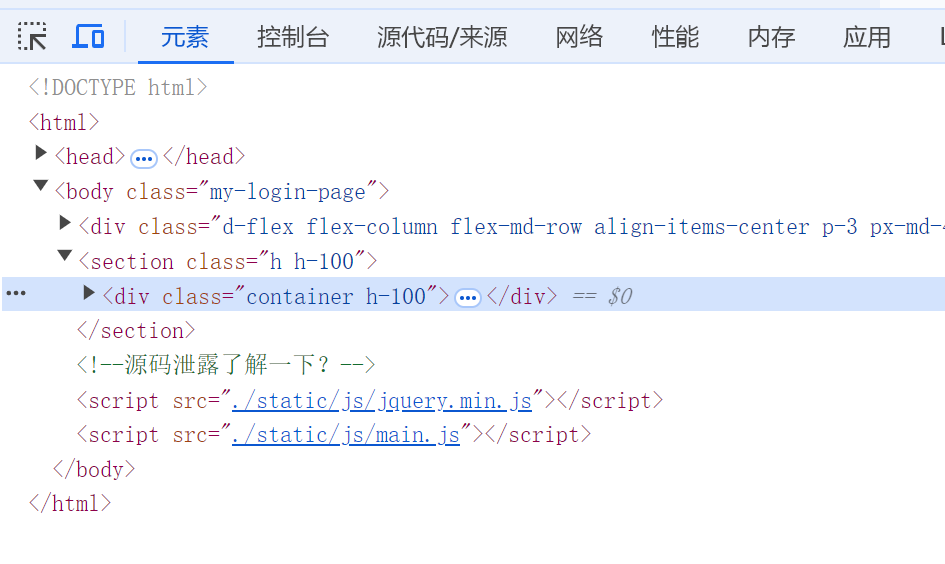 元素 控制台 源代码/来源 网络 性能 内存 应用
<!DOCTYPE html>
<html>
<head> ••• </head>
<body class="my-login-page">
<div class="d-flex flex-column flex-md-row align-items-center p-3 px-md-4
<section class="h h-100">
••• <div class="container h-100"> ••• </div> == $0
</section>
<!--源码泄露了解一下？-->
<script src="./static/js/jquery.min.js"></script>
<script src="./static/js/main.js"></script>
</body>
</html>